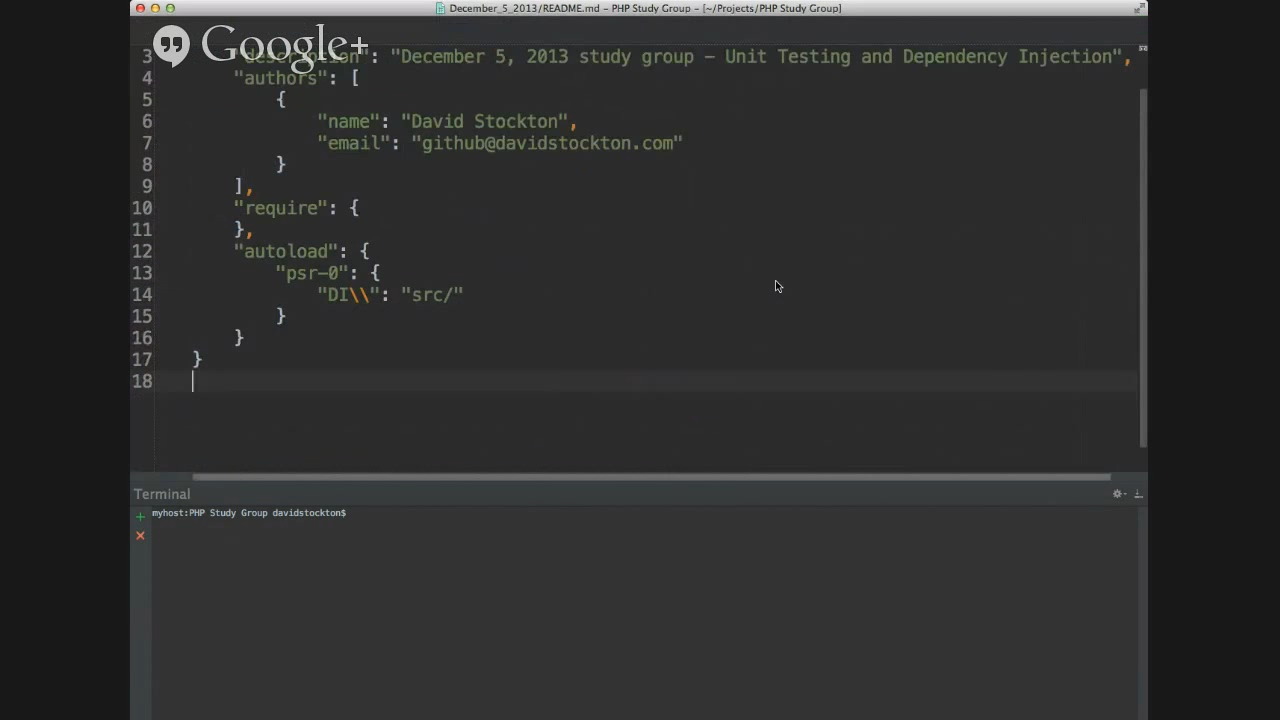 December_5_2013/README.md - PHP Study Group - [~/Projects/PHP Study Group]
Google+
3 "description": "December 5, 2013 study group – Unit Testing and Dependency Injection",
4 "authors": [
5 {
6 "name": "David Stockton",
7 "email": "github@davidstockton.com"
8 }
9 ],
10 "require": {
11 },
12 "autoload": {
13 "psr-0": {
14 "DI\\": "src/"
15 }
16 }
17 }
18
Terminal
myhost:PHP Study Group davidstockton$